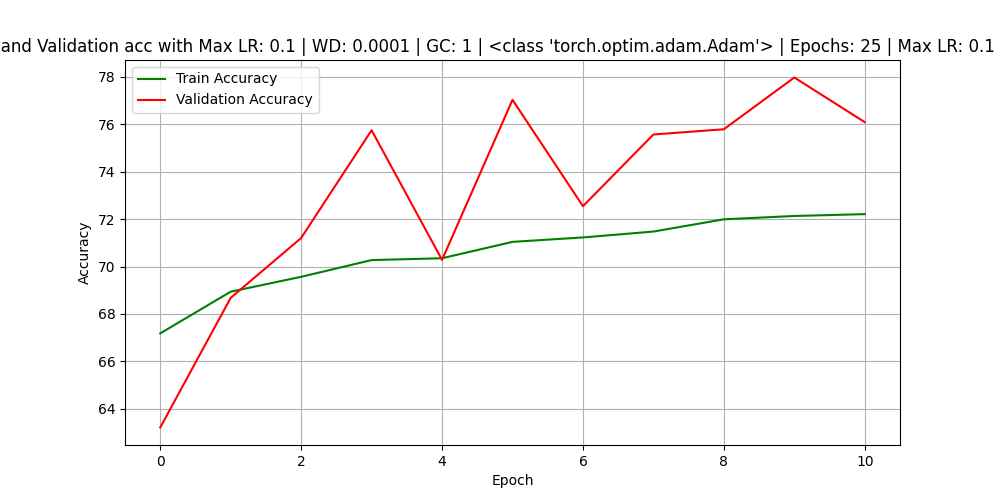 and Validation acc with Max LR: 0.1 | WD: 0.0001 | GC: 1 | <class 'torch.optim.adam.Adam'> | Epochs: 25 | Max LR: 0.1
Train Accuracy
Validation Accuracy
78
76
74
72
70
68
66
64
Accuracy
0 2 4 6 8 10
Epoch